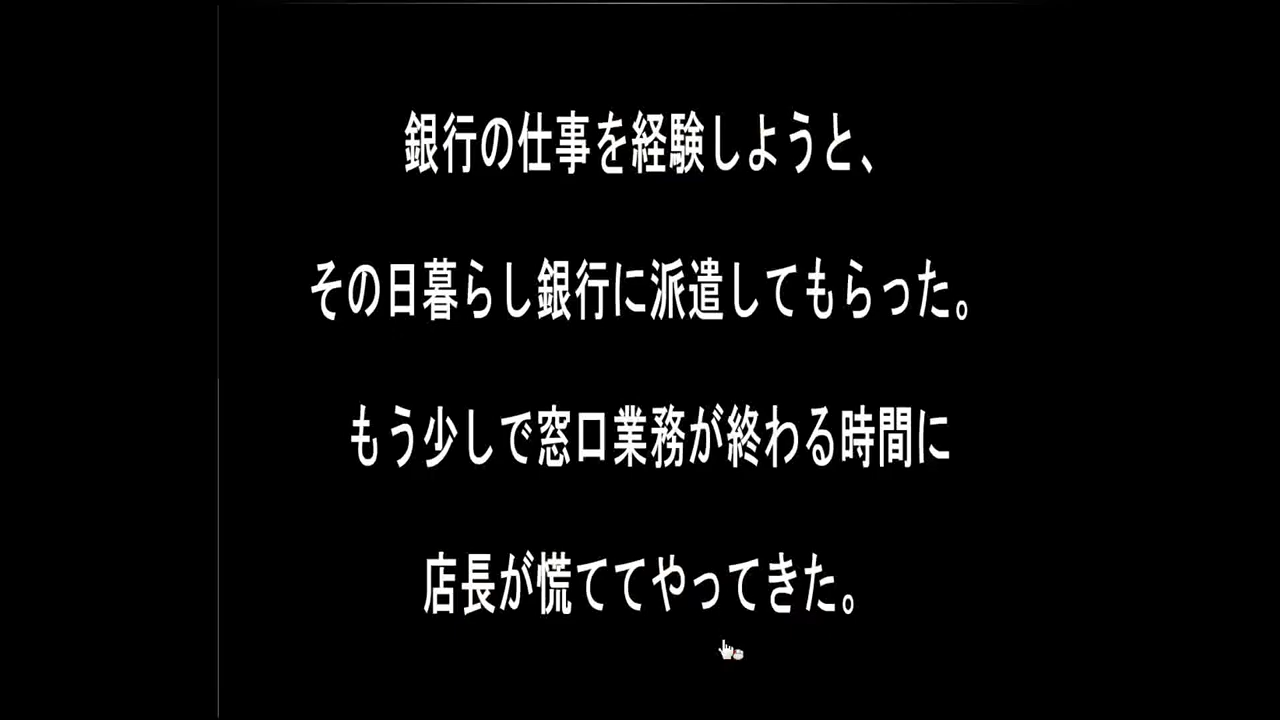 銀行の仕事を経験しようと、
その日暮らし銀行に派遣してもらった。
もう少しで窓口業務が終わる時間に
店長が慌ててやってきた。